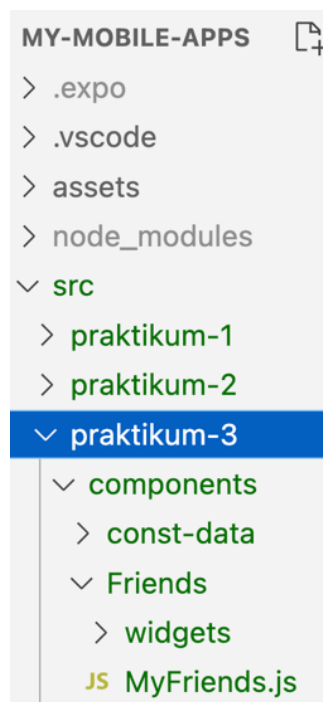 MY-MOBILE-APPS
.expo
.vscode
assets
node_modules
src
praktikum-1
praktikum-2
praktikum-3
components
const-data
Friends
widgets
JS MyFriends.js